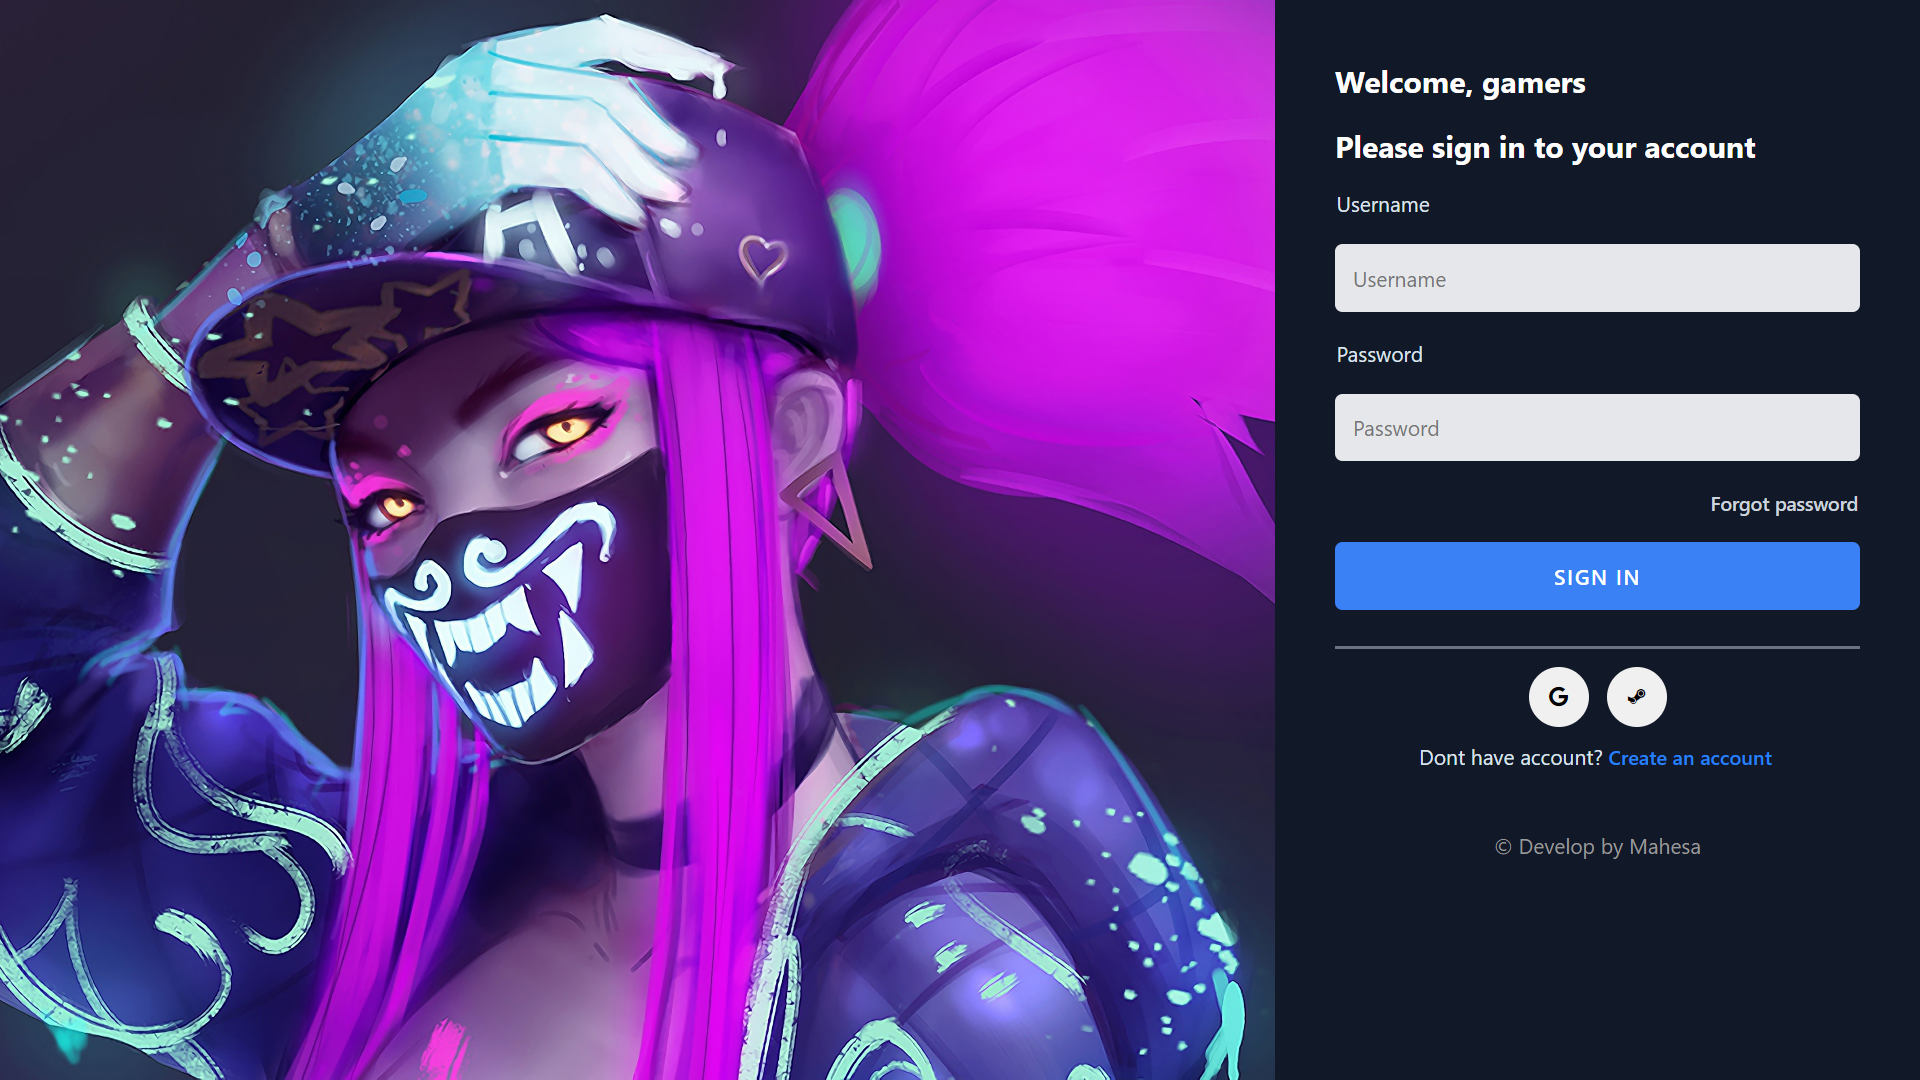 Welcome, gamers
Please sign in to your account
Username
Username
Password
Password
Forgot password
SIGN IN
G
Dont have account? Create an account
© Develop by Mahesa